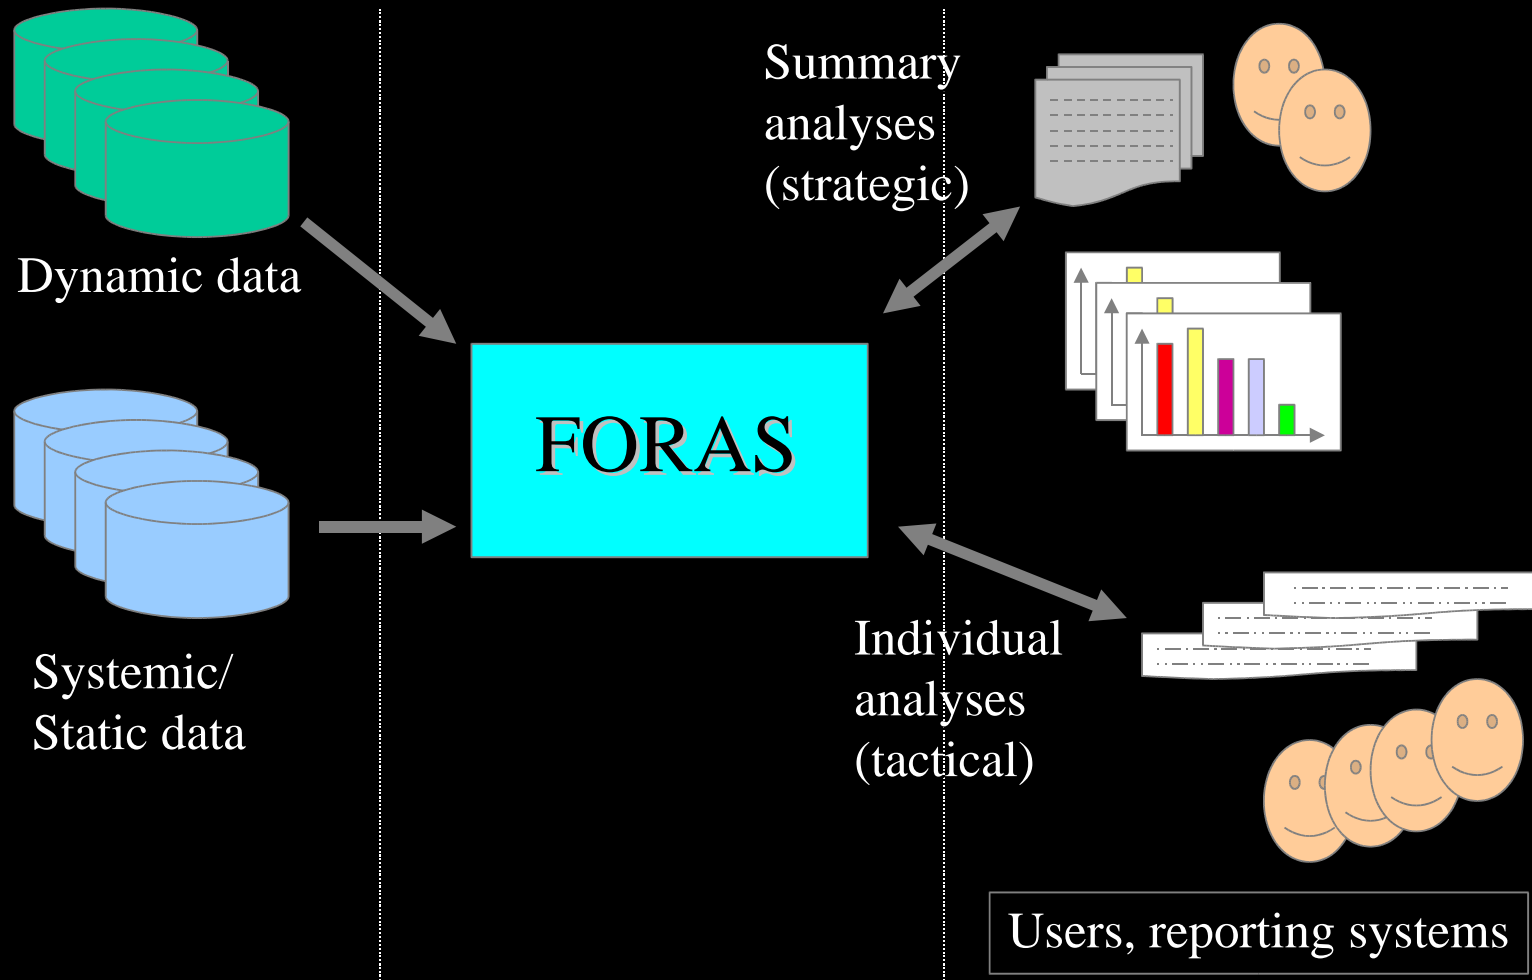 Dynamic data
Systemic/
Static data
FORAS
Summary
analyses
(strategic)
Individual
analyses
(tactical)
Users, reporting systems